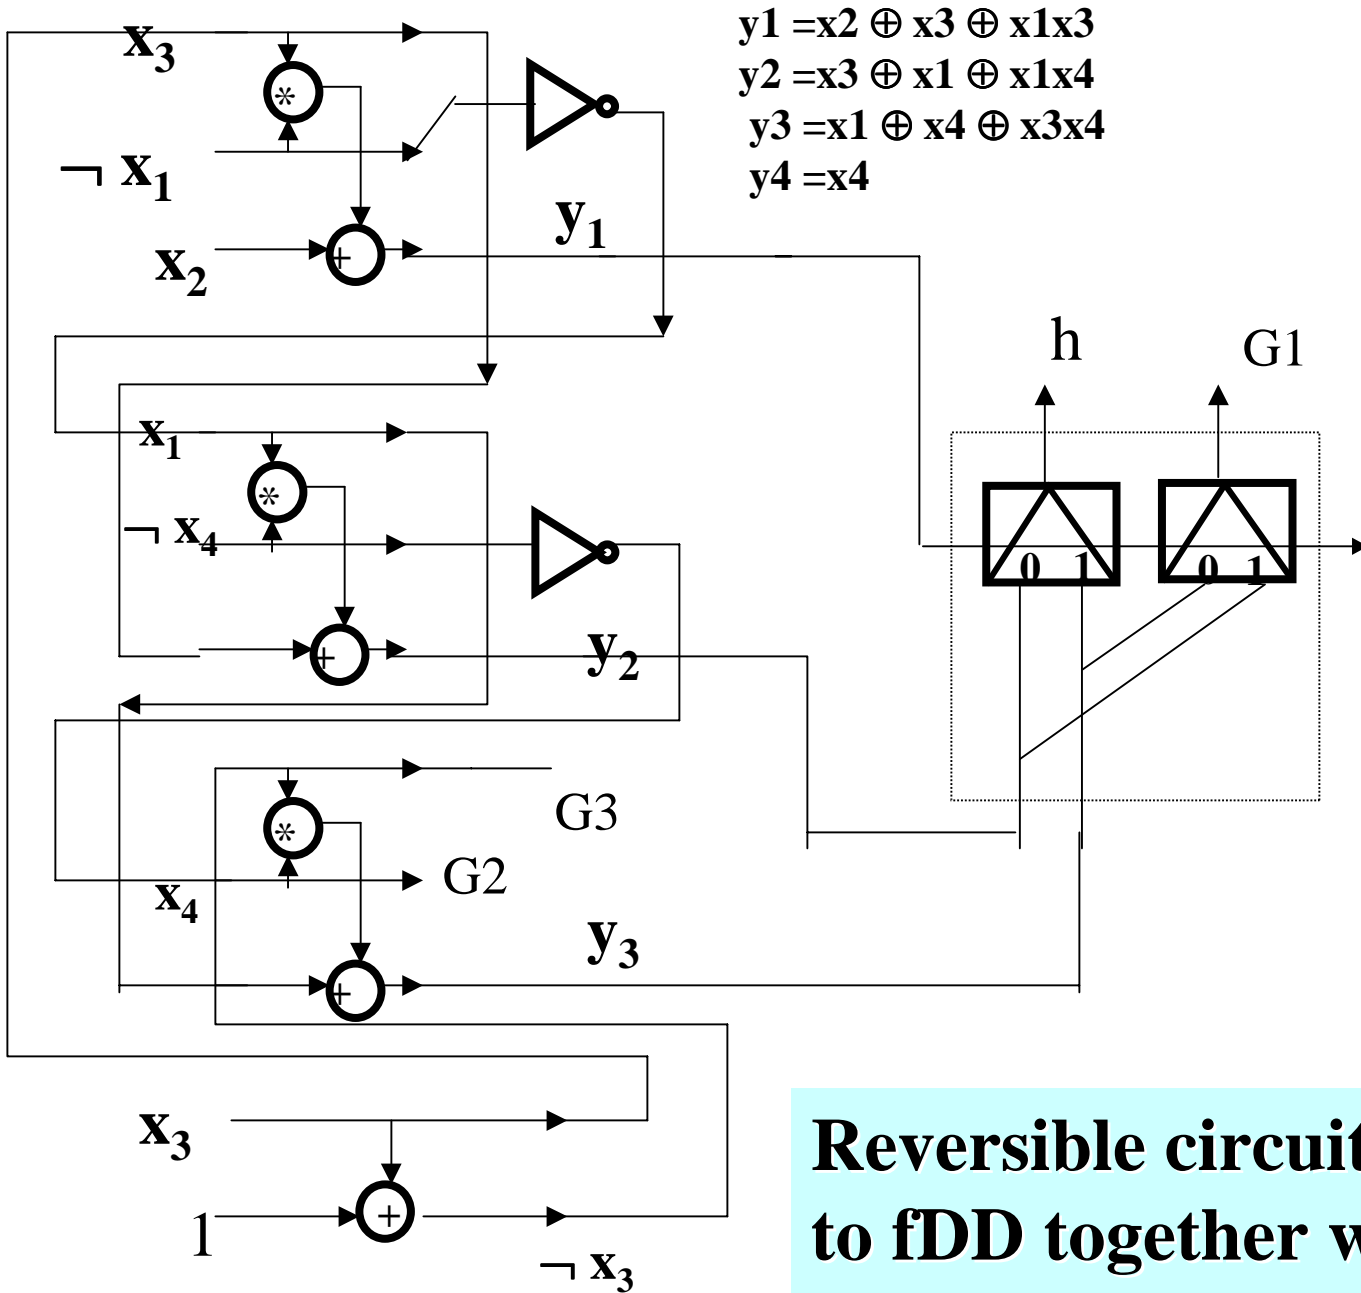 y1 =x2 ⊕ x3 ⊕ x1x3
y2 =x3 ⊕ x1 ⊕ x1x4
y3 =x1 ⊕ x4 ⊕ x3x4
y4 =x4
x3
*
¬ x1
x2
+
y1
h
G1
x1
*
¬ x4
0 1
0 1
+
y2
*
G3
x4
G2
y3
+
x3
1
+
¬ x3
Reversible circuit
to fDD together w